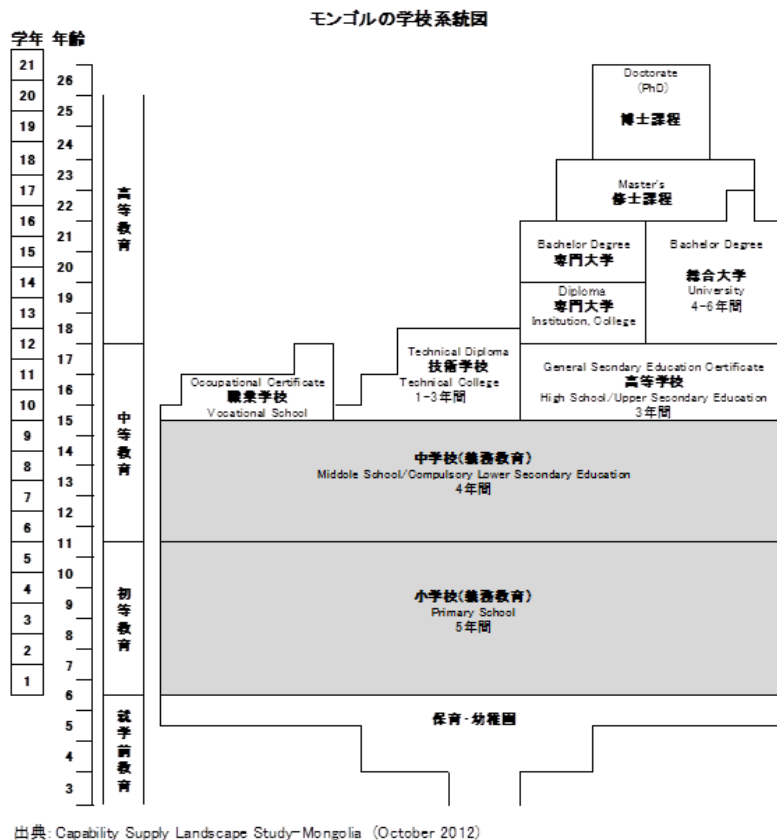 モンゴルの学校系統図
学年 年齢
21
20
19
18
17
16
15
14
13
12
11
10
9
8
7
6
5
4
3
2
1
26
25
24
23
22
21
20
19
18
17
16
15
14
13
12
11
10
9
8
7
6
5
4
3
高等教育
中等教育
初等教育
就学前教育
Doctorate
(PhD)
博士課程
Master's
修士課程
Bachelor Degree
専門大学
Diploma
専門大学
Institution, College
Bachelor Degree
総合大学
University
4-6年間
Technical Diploma
技術学校
Technical College
1-3年間
Occupational Certificate
職業学校
Vocational School
General Secndary Education Certificate
高等学校
High School/Upper Secondary Education
3年間
中学校(義務教育)
Middole School/Compulsory Lower Secondary Education
4年間
小学校(義務教育)
Primary School
5年間
保育・幼稚園
出典: Capability Supply Landscape Study-Mongolia (October 2012)